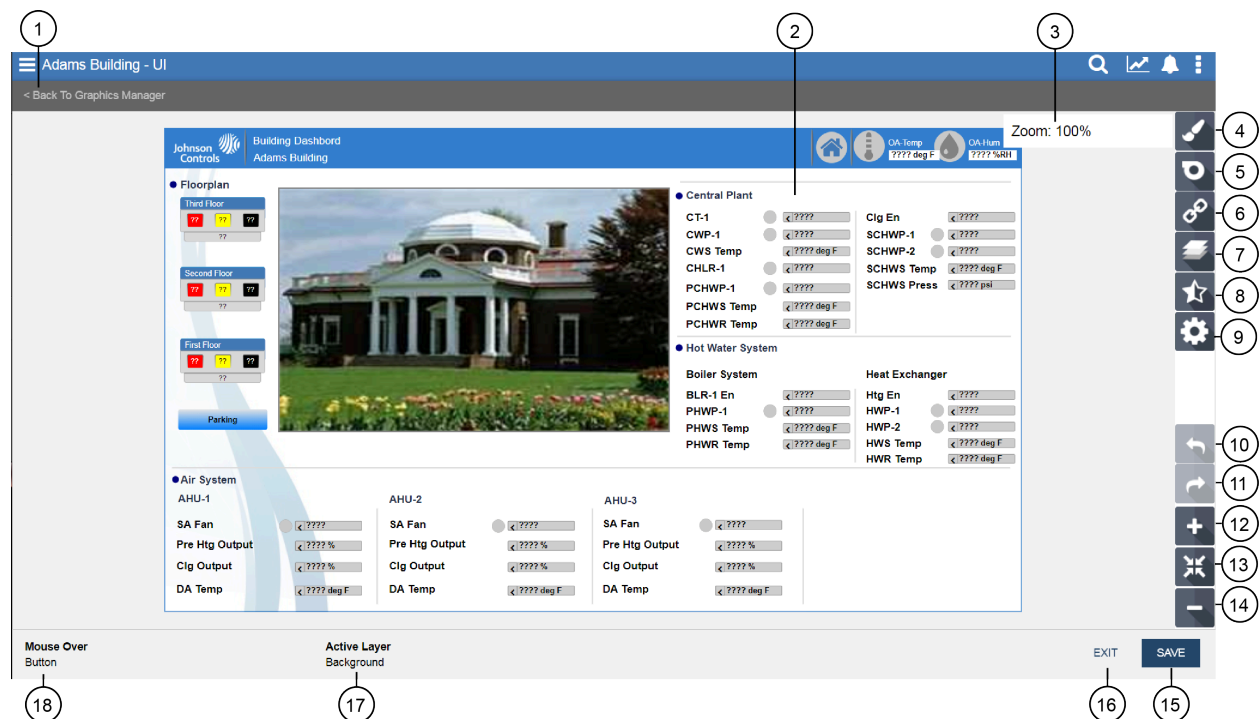 1
2
3
Adams Building - UI
< Back To Graphics Manager
Zoom: 100%
Johnson Controls
Building Dashbord
Adams Building
OA-Temp
???? deg F
OA-Hum
???? %RH
Floorplan
Third Floor
?? ?? ??
??
Second Floor
?? ?? ??
??
First Floor
?? ?? ??
??
Parking
Central Plant
CT-1 < ???? Clg En < ????
CWP-1 < ???? SCHWP-1 < ????
CWS Temp < ???? deg F SCHWP-2 < ????
CHLR-1 < ???? SCHWS Temp < ???? deg F
PCHWP-1 < ???? SCHWS Press < ???? psi
PCHWS Temp < ???? deg F
PCHWR Temp < ???? deg F
Hot Water System
Boiler System Heat Exchanger
BLR-1 En < ???? Htg En < ????
PHWP-1 < ???? HWP-1 < ????
PHWS Temp < ???? deg F HWP-2 < ????
PHWR Temp < ???? deg F HWS Temp < ???? deg F
HWR Temp < ???? deg F
Air System
AHU-1 AHU-2 AHU-3
SA Fan < ???? SA Fan < ???? SA Fan < ????
Pre Htg Output < ???? % Pre Htg Output < ???? % Pre Htg Output < ???? %
Clg Output < ???? % Clg Output < ???? % Clg Output < ???? %
DA Temp < ???? deg F DA Temp < ???? deg F DA Temp < ???? deg F
4
5
6
7
8
9
10
11
12
13
14
Mouse Over
Button
Active Layer
Background
EXIT
SAVE
18
17
16
15